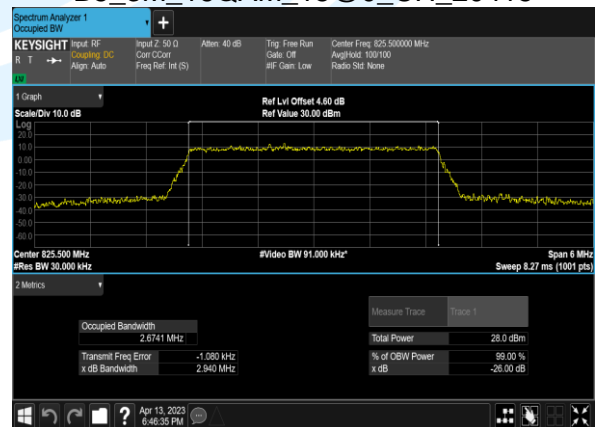 Spectrum Analyzer 1
Occupied BW
KEYSIGHT
R T
LV
Input: RF
Coupling: DC
Align: Auto
Input Z: 50 Ω
Corr CCorr
Freq Ref: Int (S)
Atten: 40 dB
Trig: Free Run
Gate: Off
#IF Gain: Low
Center Freq: 825.500000 MHz
Avg|Hold: 100/100
Radio Std: None
1 Graph
Scale/Div 10.0 dB
Ref Lvl Offset 4.60 dB
Ref Value 30.00 dBm
Log
20.0
10.0
0.00
-10.0
-20.0
-30.0
-40.0
-50.0
-60.0
Center 825.500 MHz
#Res BW 30.000 kHz
#Video BW 91.000 kHz*
Span 6 MHz
Sweep 8.27 ms (1001 pts)
2 Metrics
Measure Trace Trace 1
Occupied Bandwidth
2.6741 MHz
Total Power 28.0 dBm
Transmit Freq Error -1.080 kHz
% of OBW Power 99.00 %
x dB Bandwidth 2.940 MHz
x dB -26.00 dB
?
Apr 13, 2023
6:46:35 PM